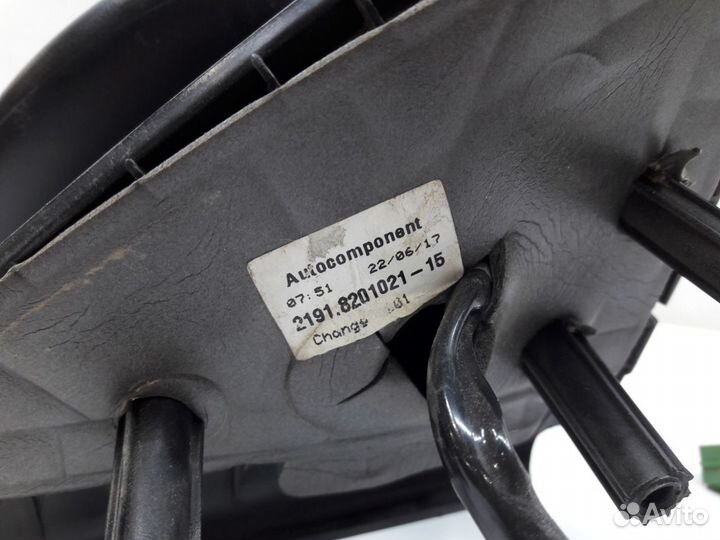 Autocomponent
07:51 22/06/17
2191.8201021-15
Change
Avito